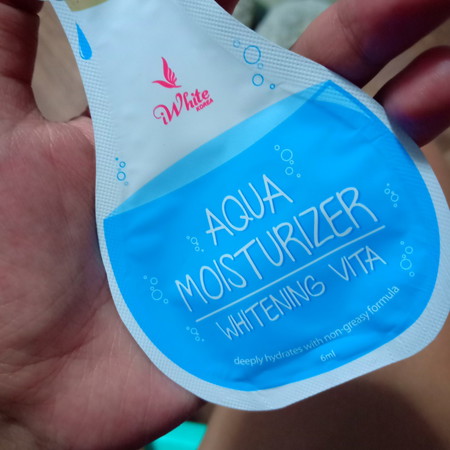 iWhite
KOREA
AQUA
MOISTURIZER
WHITENING VITA
deeply hydrates with non-greasy formula
6ml